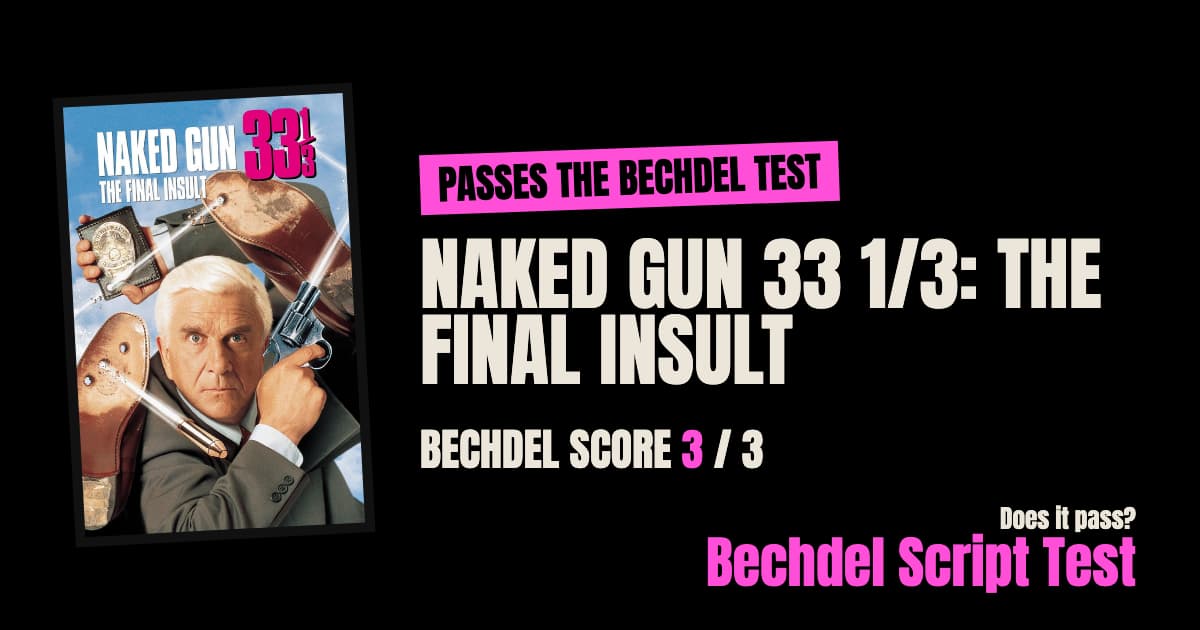 NAKED GUN 33 1/3
THE FINAL INSULT
PASSES THE BECHDEL TEST
NAKED GUN 33 1/3: THE
FINAL INSULT
BECHDEL SCORE 3 / 3
Does it pass?
Bechdel Script Test